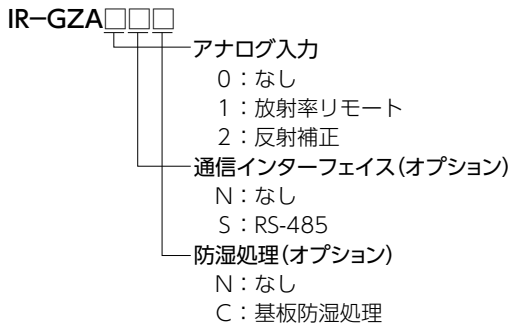 IR-GZA□□□
アナログ入力
0：なし
1：放射率リモート
2：反射補正
通信インターフェイス（オプション）
N：なし
S：RS-485
防湿処理（オプション）
N：なし
C：基板防湿処理